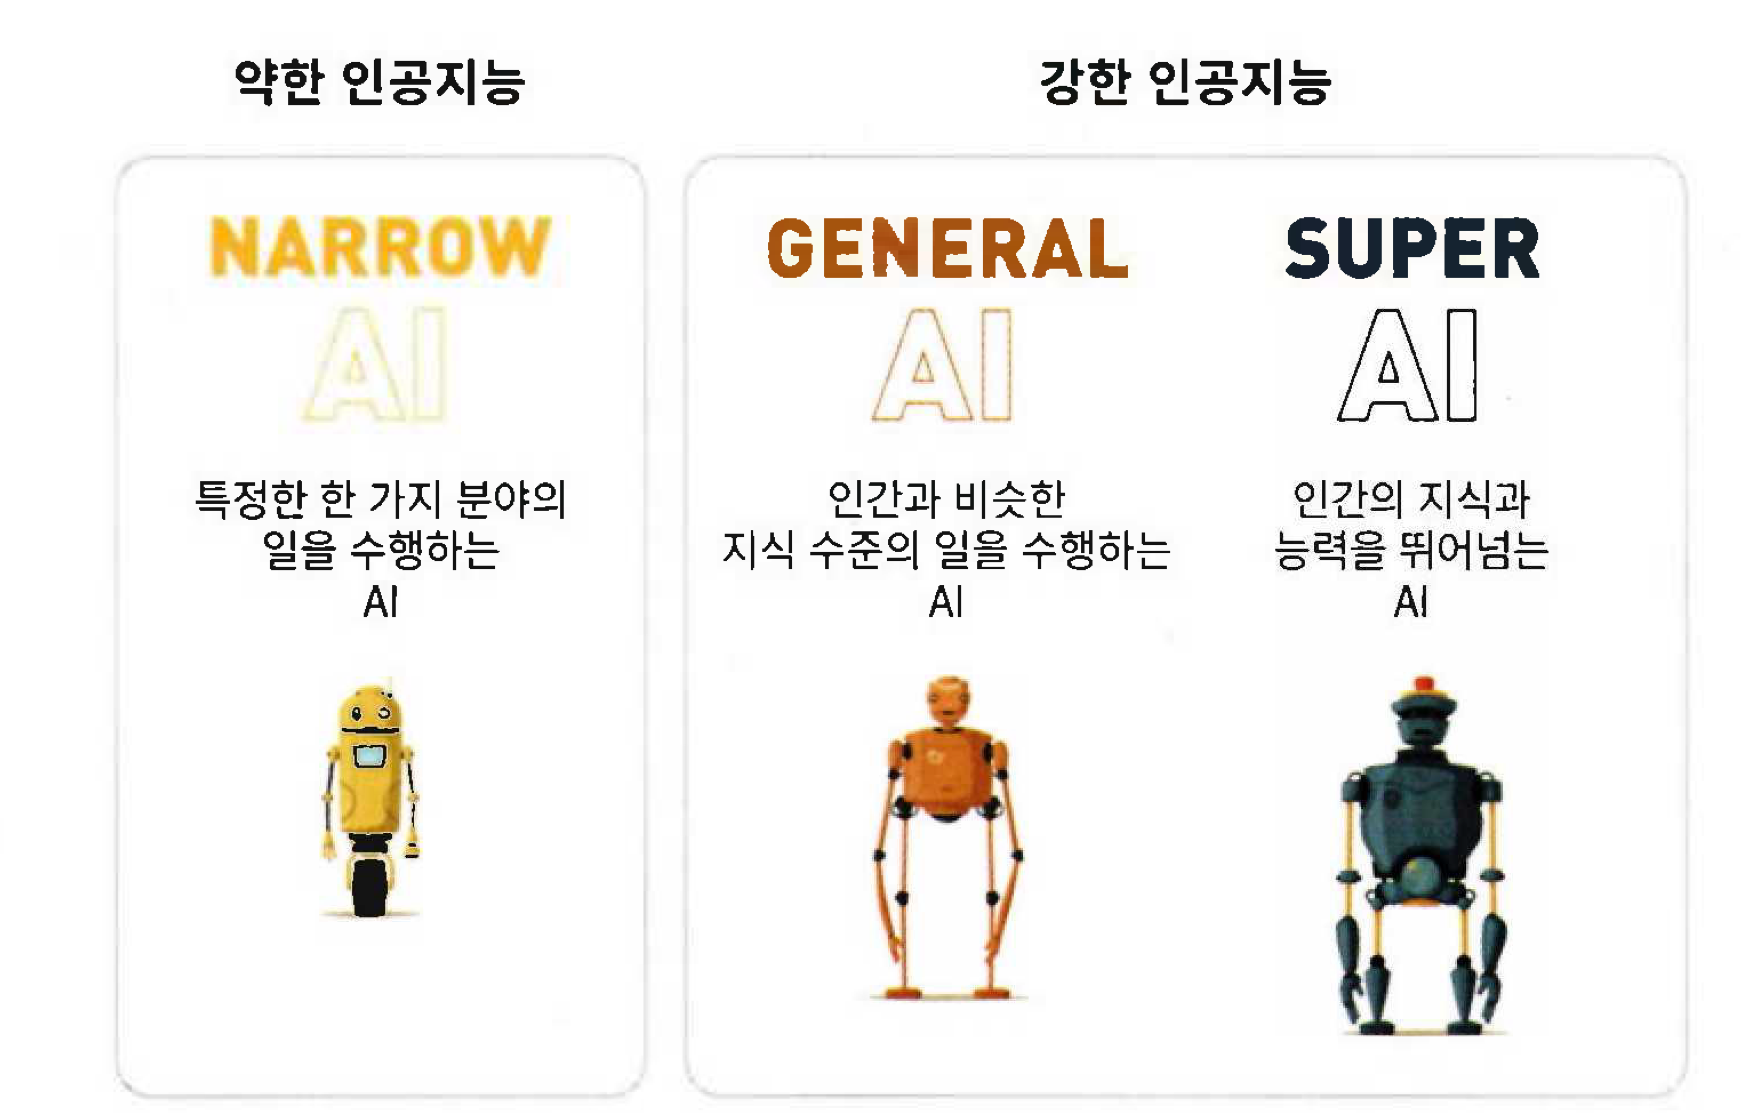 약한 인공지능
NARROW
AI
특정한 한 가지 분야의
일을 수행하는
AI
강한 인공지능
GENERAL
AI
인간과 비슷한
지식 수준의 일을 수행하는
AI
SUPER
AI
인간의 지식과
능력을 뛰어넘는
AI